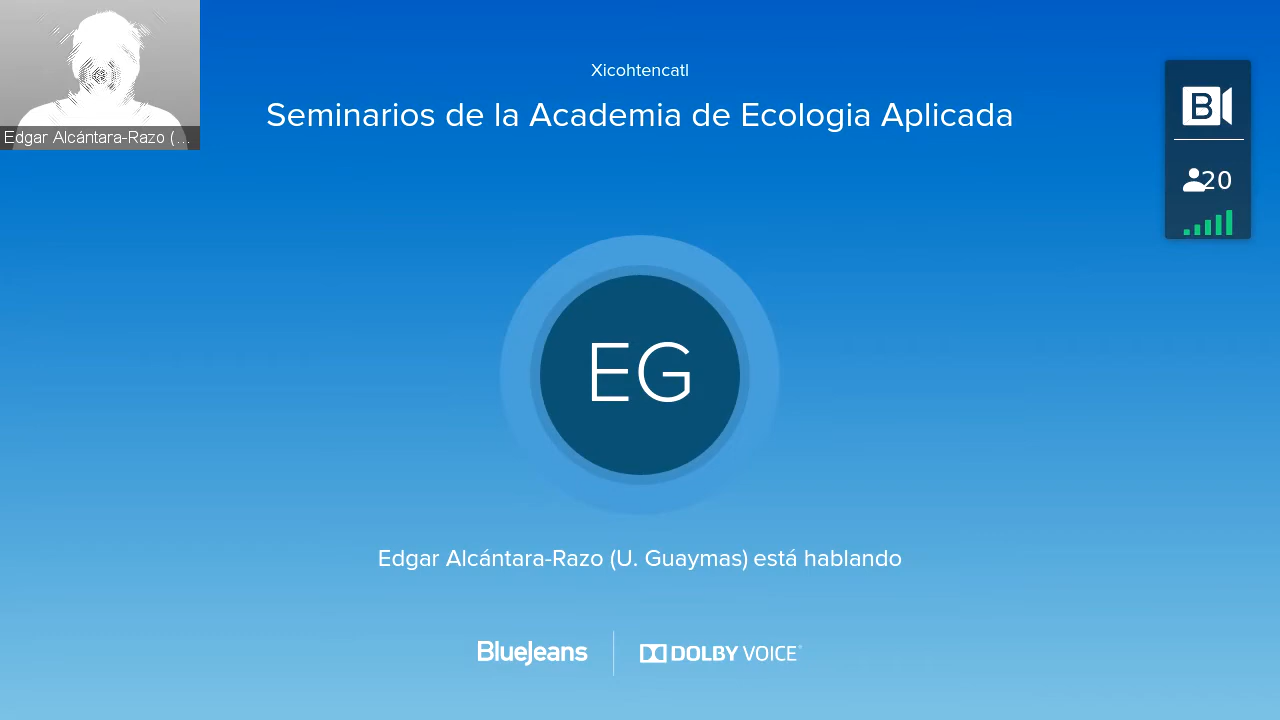 Edgar Alcántara-Razo (...
Xicohtencatl
Seminarios de la Academia de Ecologia Aplicada
B
20
EG
Edgar Alcántara-Razo (U. Guaymas) está hablando
BlueJeans
DOLBY VOICE